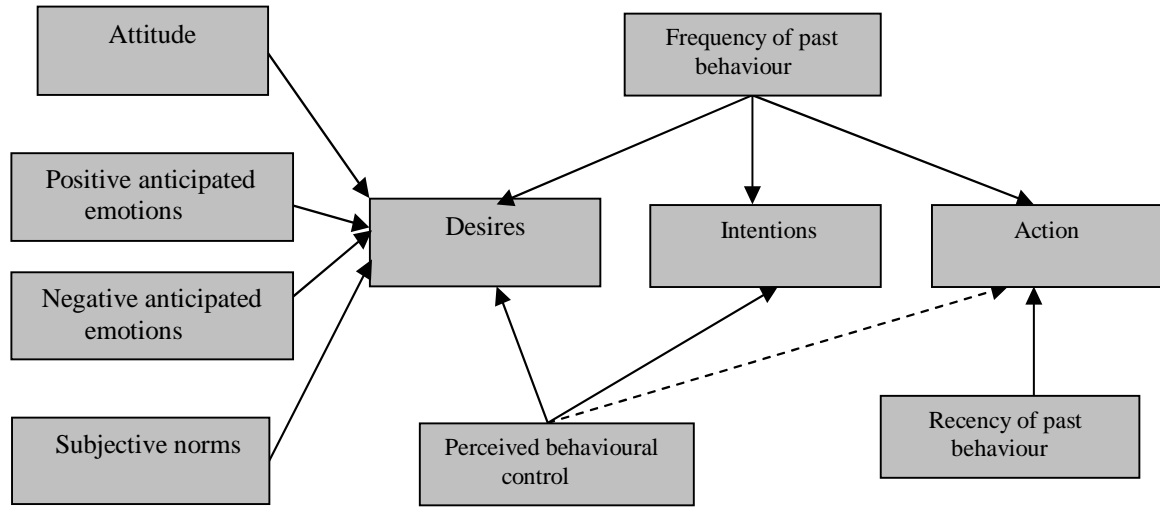 Attitude
Frequency of past
behaviour
Positive anticipated
emotions
Desires
Intentions
Action
Negative anticipated
emotions
Subjective norms
Perceived behavioural
control
Recency of past
behaviour